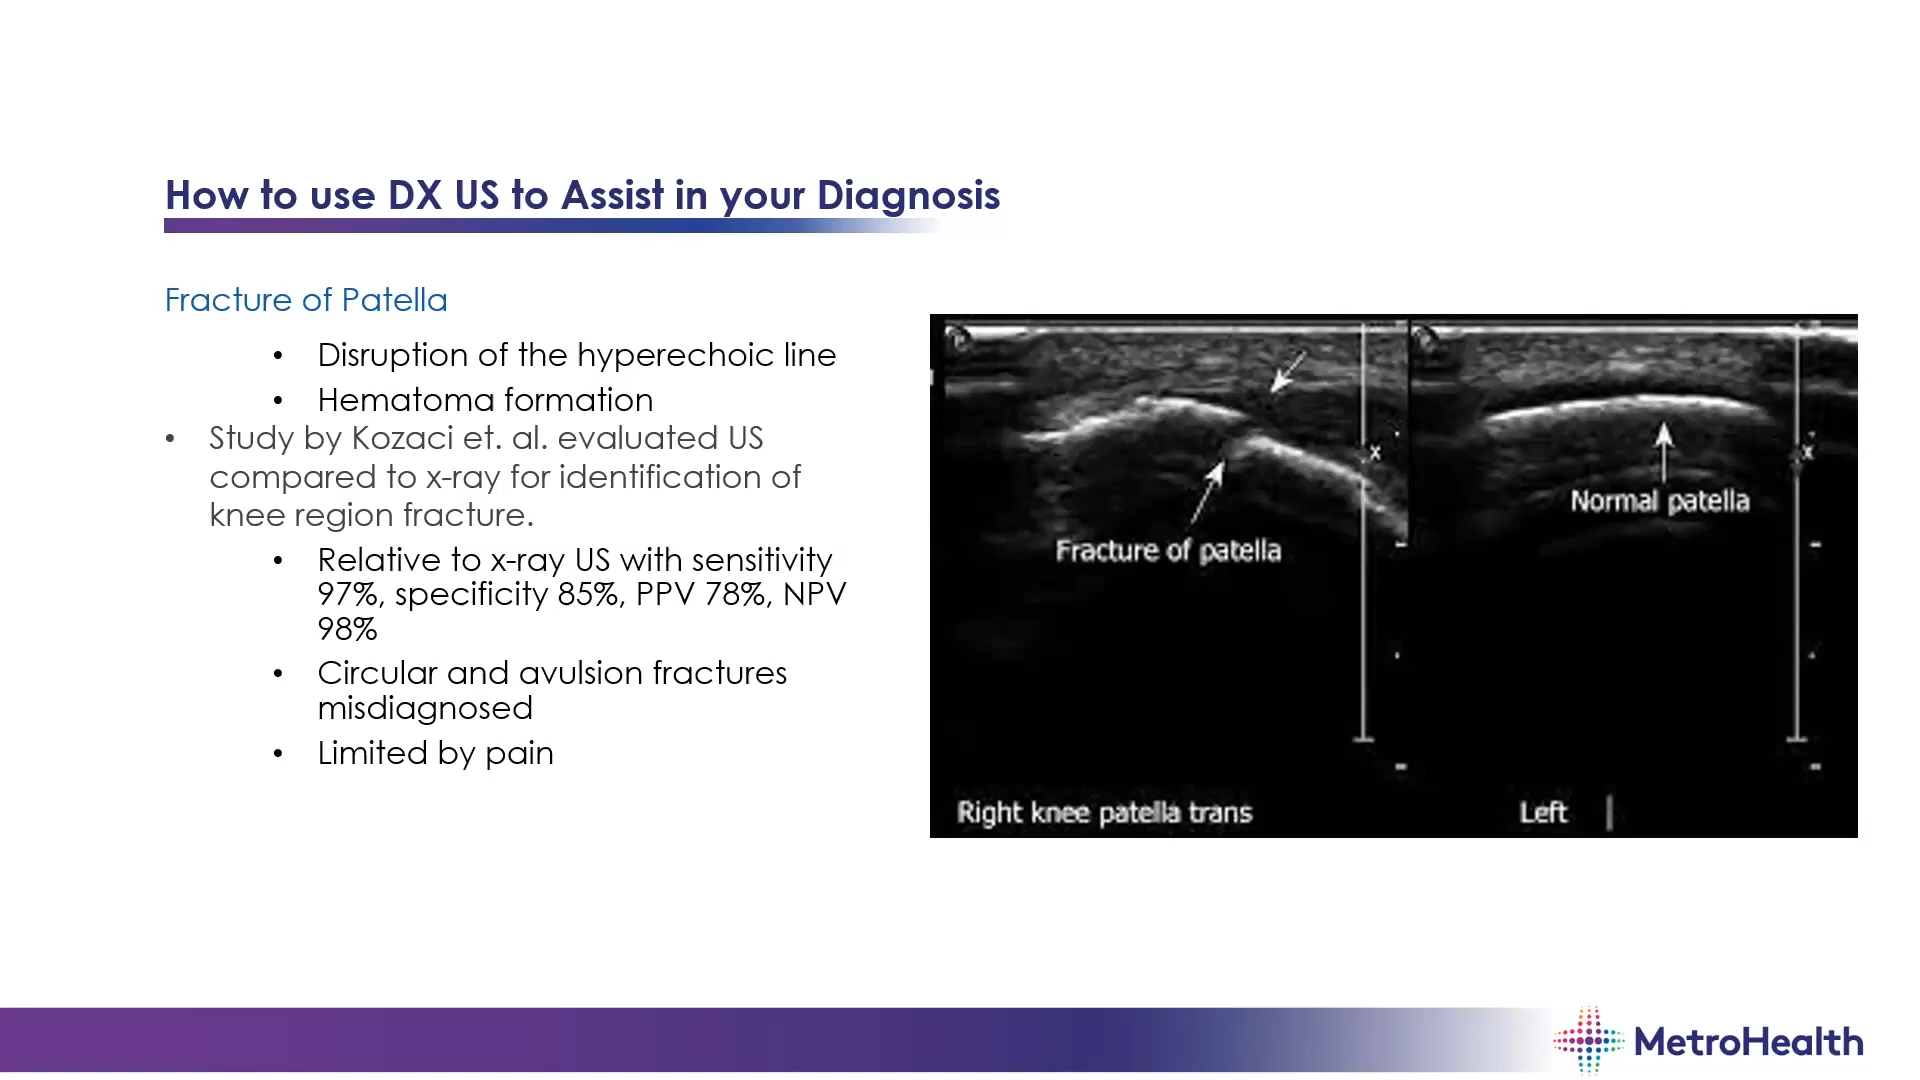 How to use DX US to Assist in your Diagnosis
Fracture of Patella
• Disruption of the hyperechoic line
• Hematoma formation
• Study by Kozaci et. al. evaluated US
compared to x-ray for identification of
knee region fracture.
• Relative to x-ray US with sensitivity
97%, specificity 85%, PPV 78%, NPV
98%
• Circular and avulsion fractures
misdiagnosed
• Limited by pain
x
x
Normal patella
Fracture of patella
Right knee patella trans
Left
MetroHealth